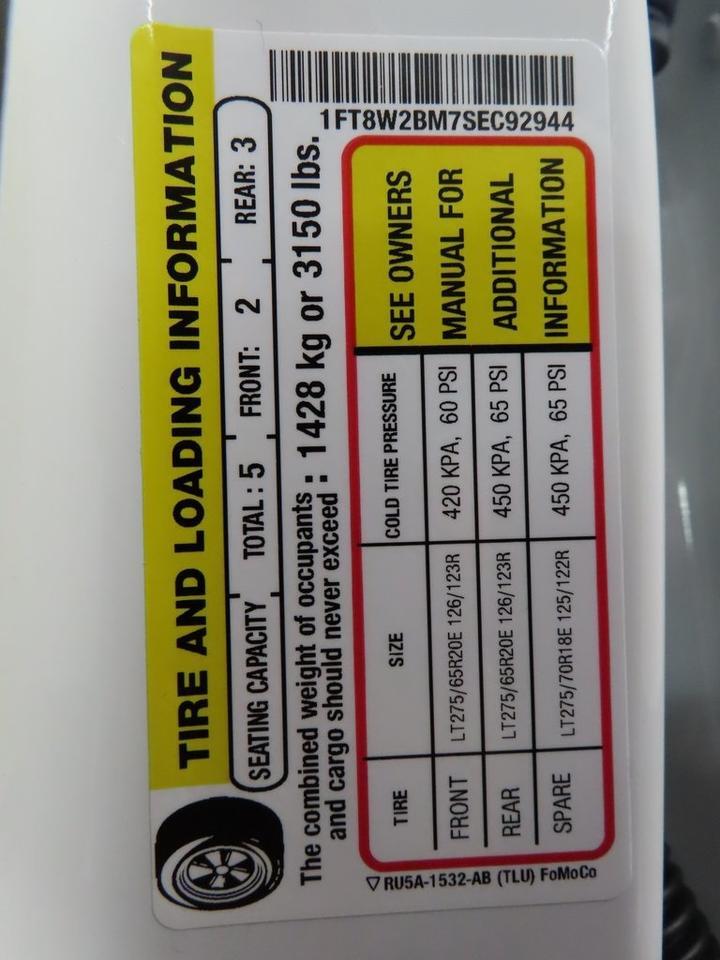 TIRE AND LOADING INFORMATION
SEATING CAPACITY TOTAL : 5 FRONT: 2 REAR: 3
The combined weight of occupants : 1428 kg or 3150 lbs.
and cargo should never exceed :
1FT8W2BM7SEC92944
TIRE SIZE COLD TIRE PRESSURE
FRONT LT275/65R20E 126/123R 420 KPA, 60 PSI
REAR LT275/65R20E 126/123R 450 KPA, 65 PSI
SPARE LT275/70R18E 125/122R 450 KPA, 65 PSI
SEE OWNERS
MANUAL FOR
ADDITIONAL
INFORMATION
▽ RU5A-1532-AB (TLU) FoMoCo